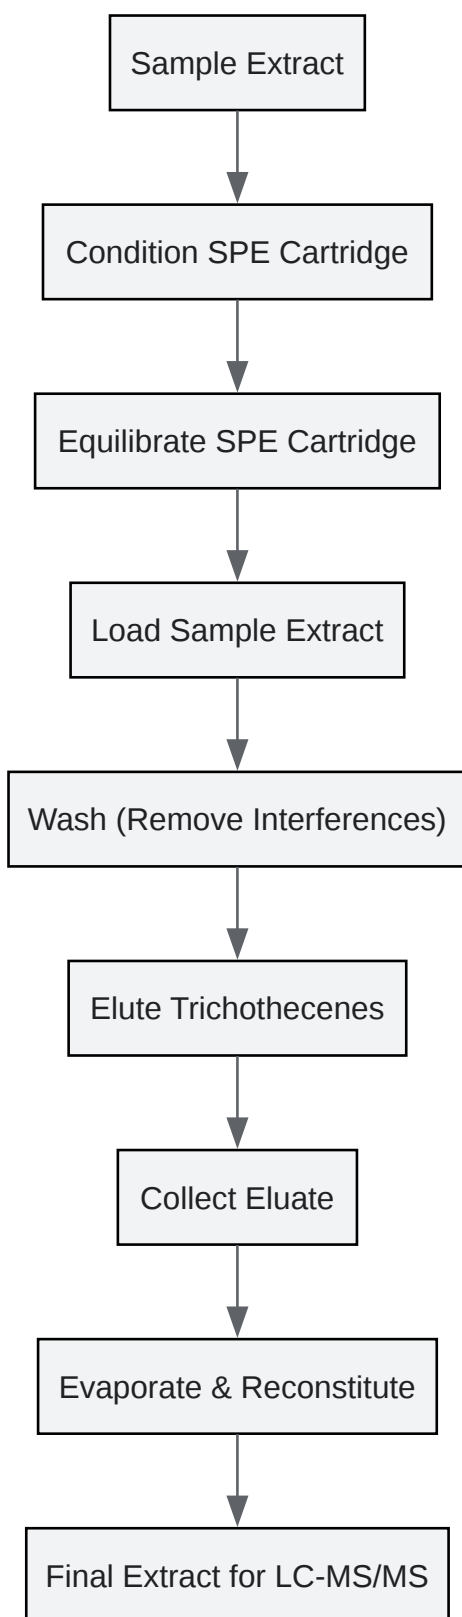 Sample Extract
Condition SPE Cartridge
Equilibrate SPE Cartridge
Load Sample Extract
Wash (Remove Interferences)
Elute Trichothecenes
Collect Eluate
Evaporate & Reconstitute
Final Extract for LC-MS/MS